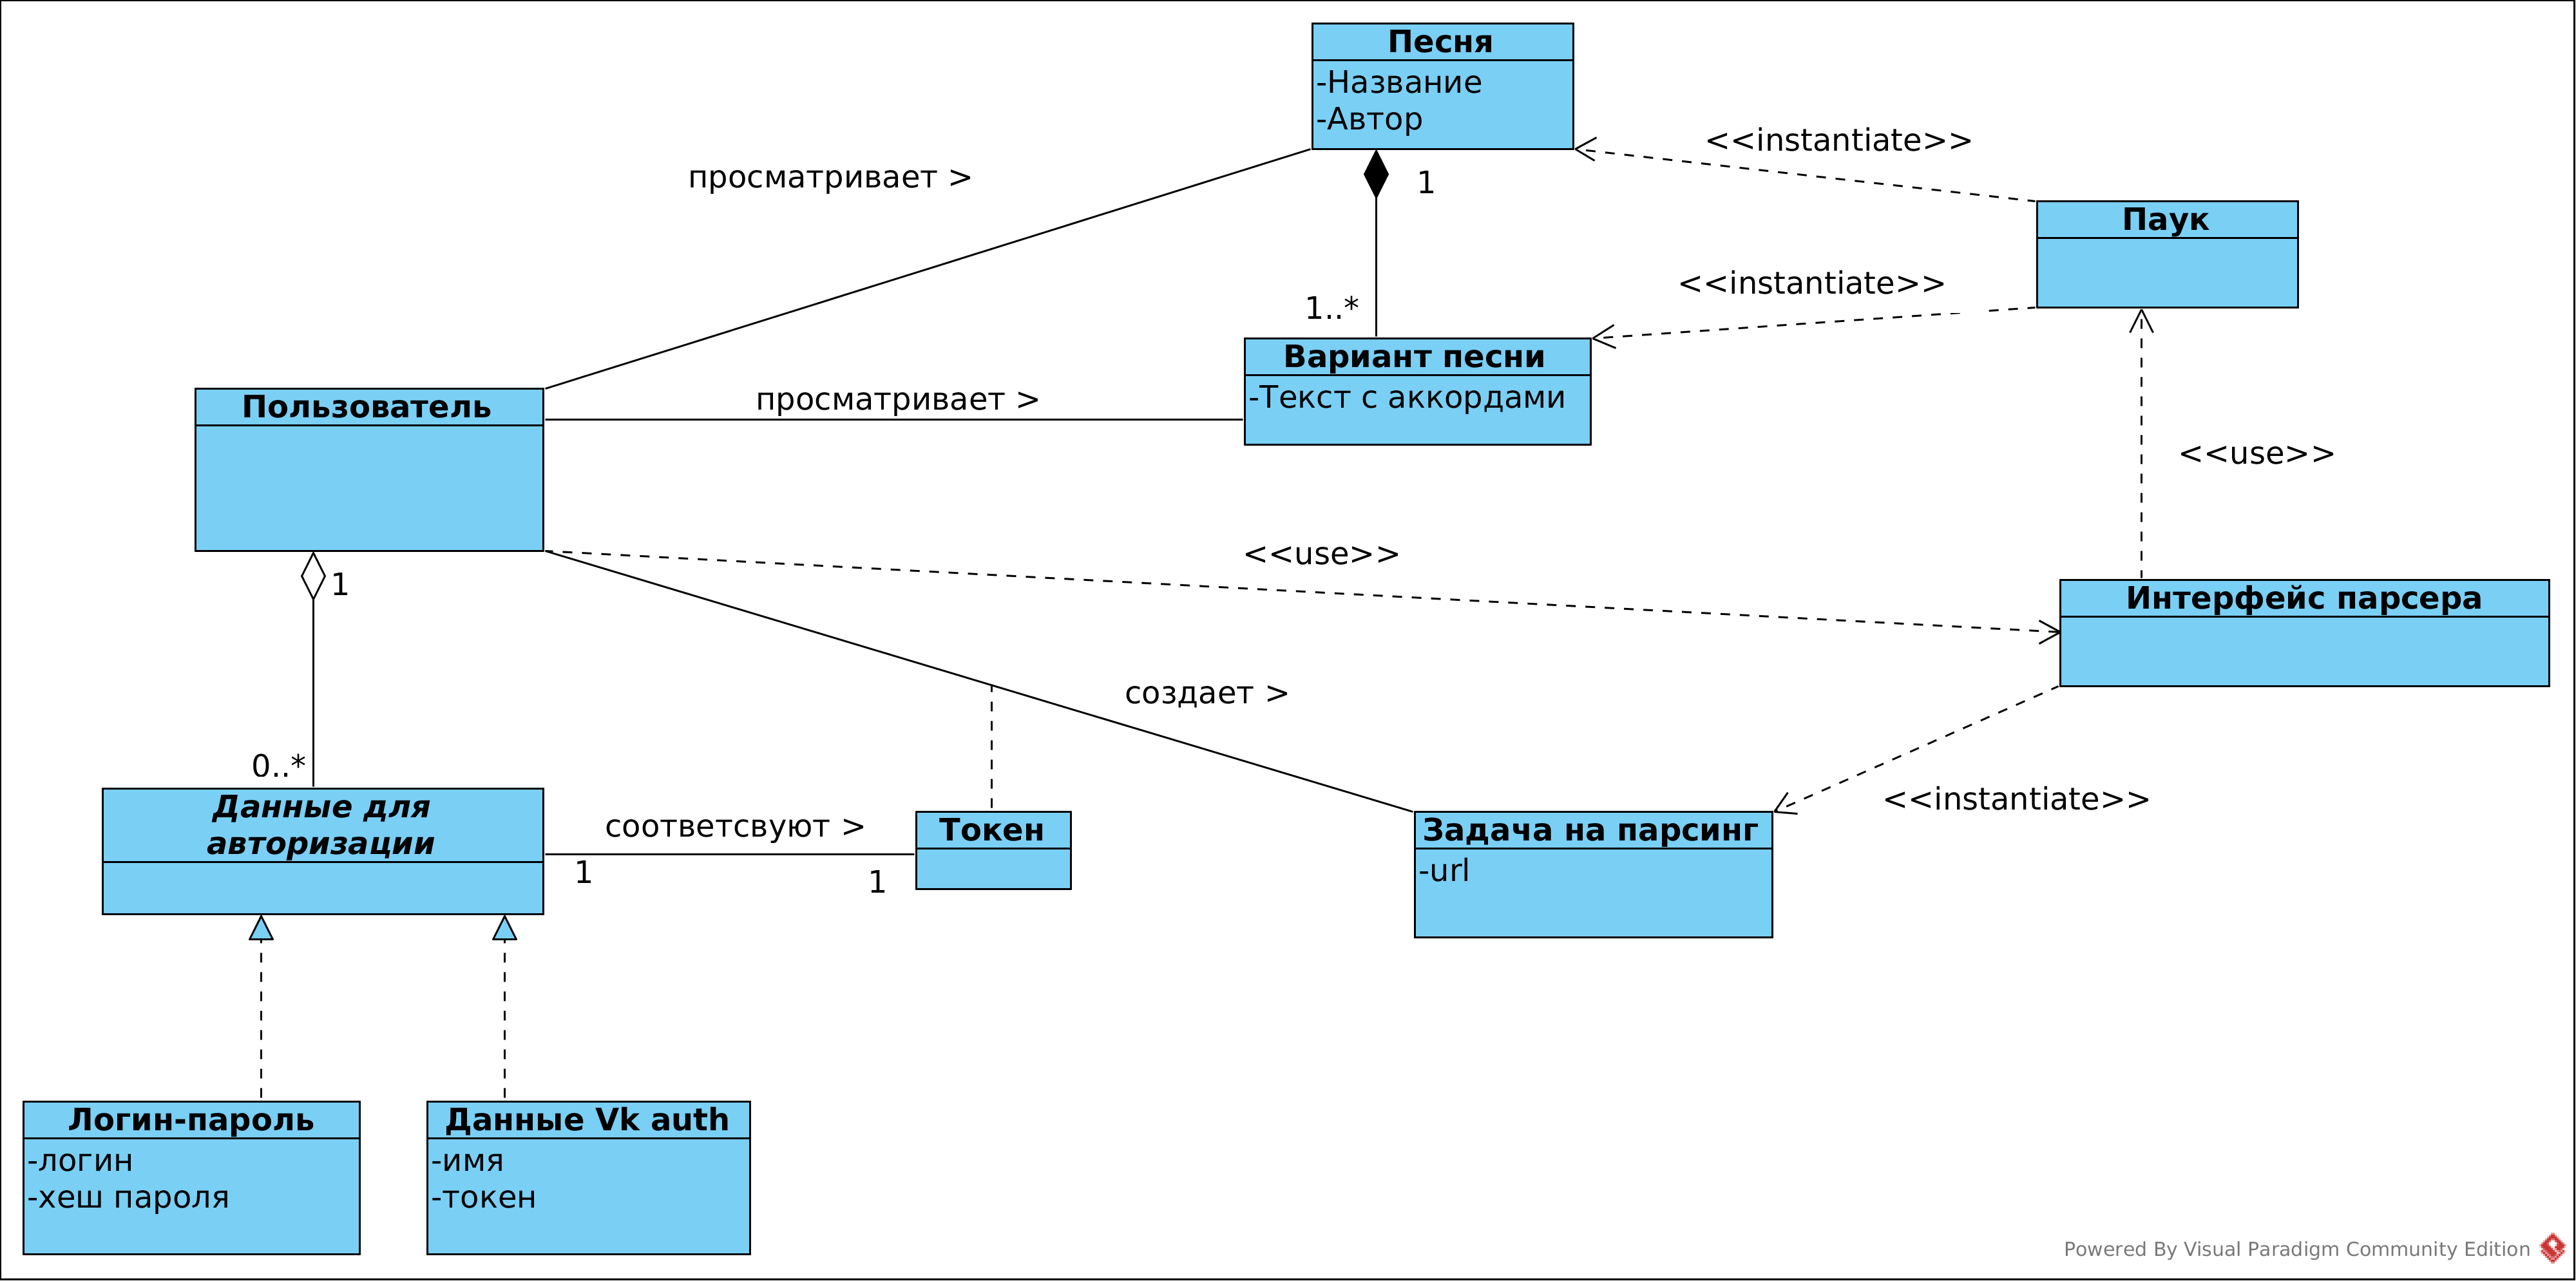 Песня
-Название
-Автор
<<instantiate>>
просматривает >
1
Паук
<<instantiate>>
1..*
Вариант песни
-Текст с аккордами
просматривает >
Пользователь
<<use>>
<<use>>
1
Интерфейс парсера
создает >
0..*
Данные для
авторизации
соответсвуют >
1
1
Токен
Задача на парсинг
-url
<<instantiate>>
Логин-пароль
-логин
-хеш пароля
Данные Vk auth
-имя
-токен
Powered By Visual Paradigm Community Edition